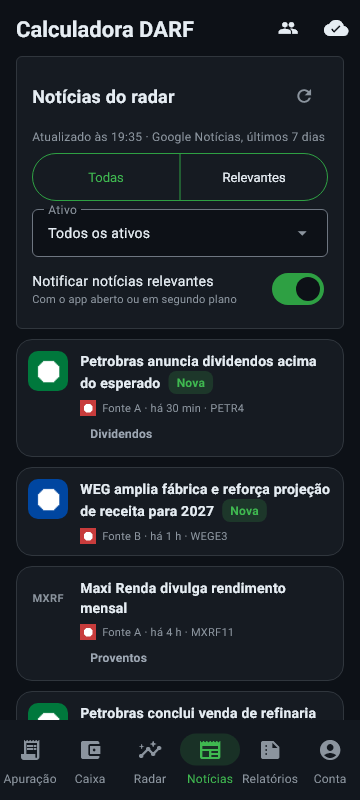 Calculadora DARF
Notícias do radar
Atualizado às 19:35 · Google Notícias, últimos 7 dias
Todas
Relevantes
Ativo
Todos os ativos
Notificar notícias relevantes
Com o app aberto ou em segundo plano
Petrobras anuncia dividendos acima
do esperado Nova
Fonte A · há 30 min · PETR4
Dividendos
WEG amplia fábrica e reforça projeção
de receita para 2027 Nova
Fonte B · há 1 h · WEGE3
MXRF
Maxi Renda divulga rendimento
mensal
Fonte A · há 4 h · MXRF11
Proventos
Petrobras conclui venda de refinaria
Apuração
Caixa
Radar
Notícias
Relatórios
Conta